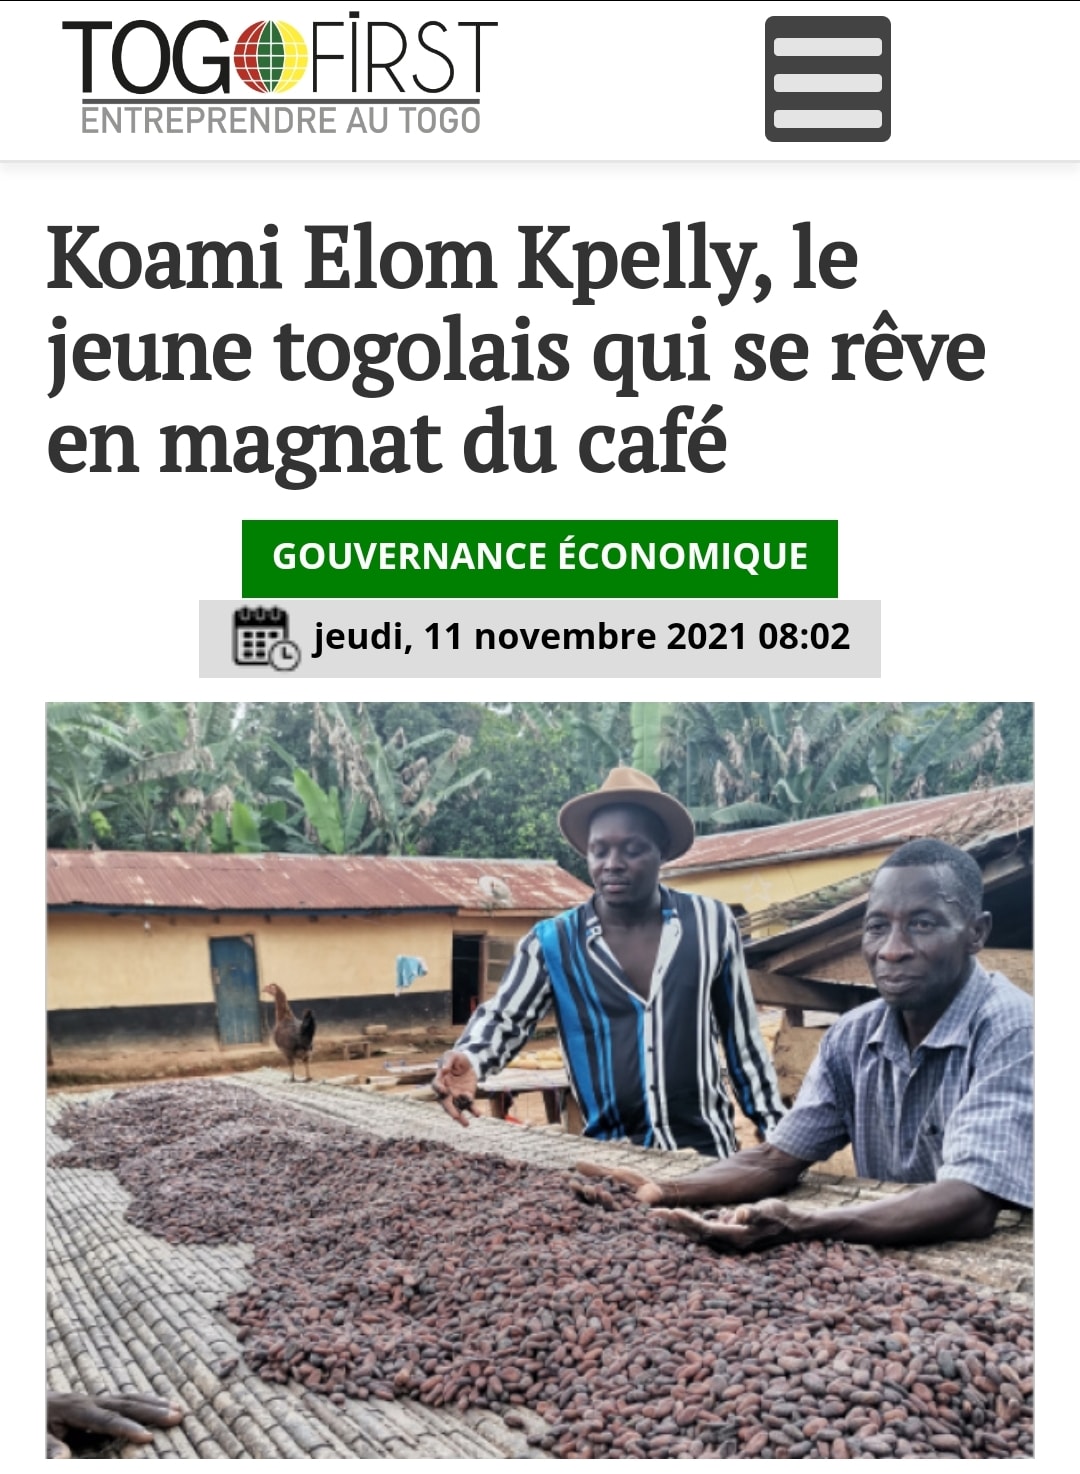 TOGOFiRST
ENTREPRENDRE AU TOGO
Koami Elom Kpelly, le
jeune togolais qui se rêve
en magnat du café
GOUVERNANCE ÉCONOMIQUE
jeudi, 11 novembre 2021 08:02